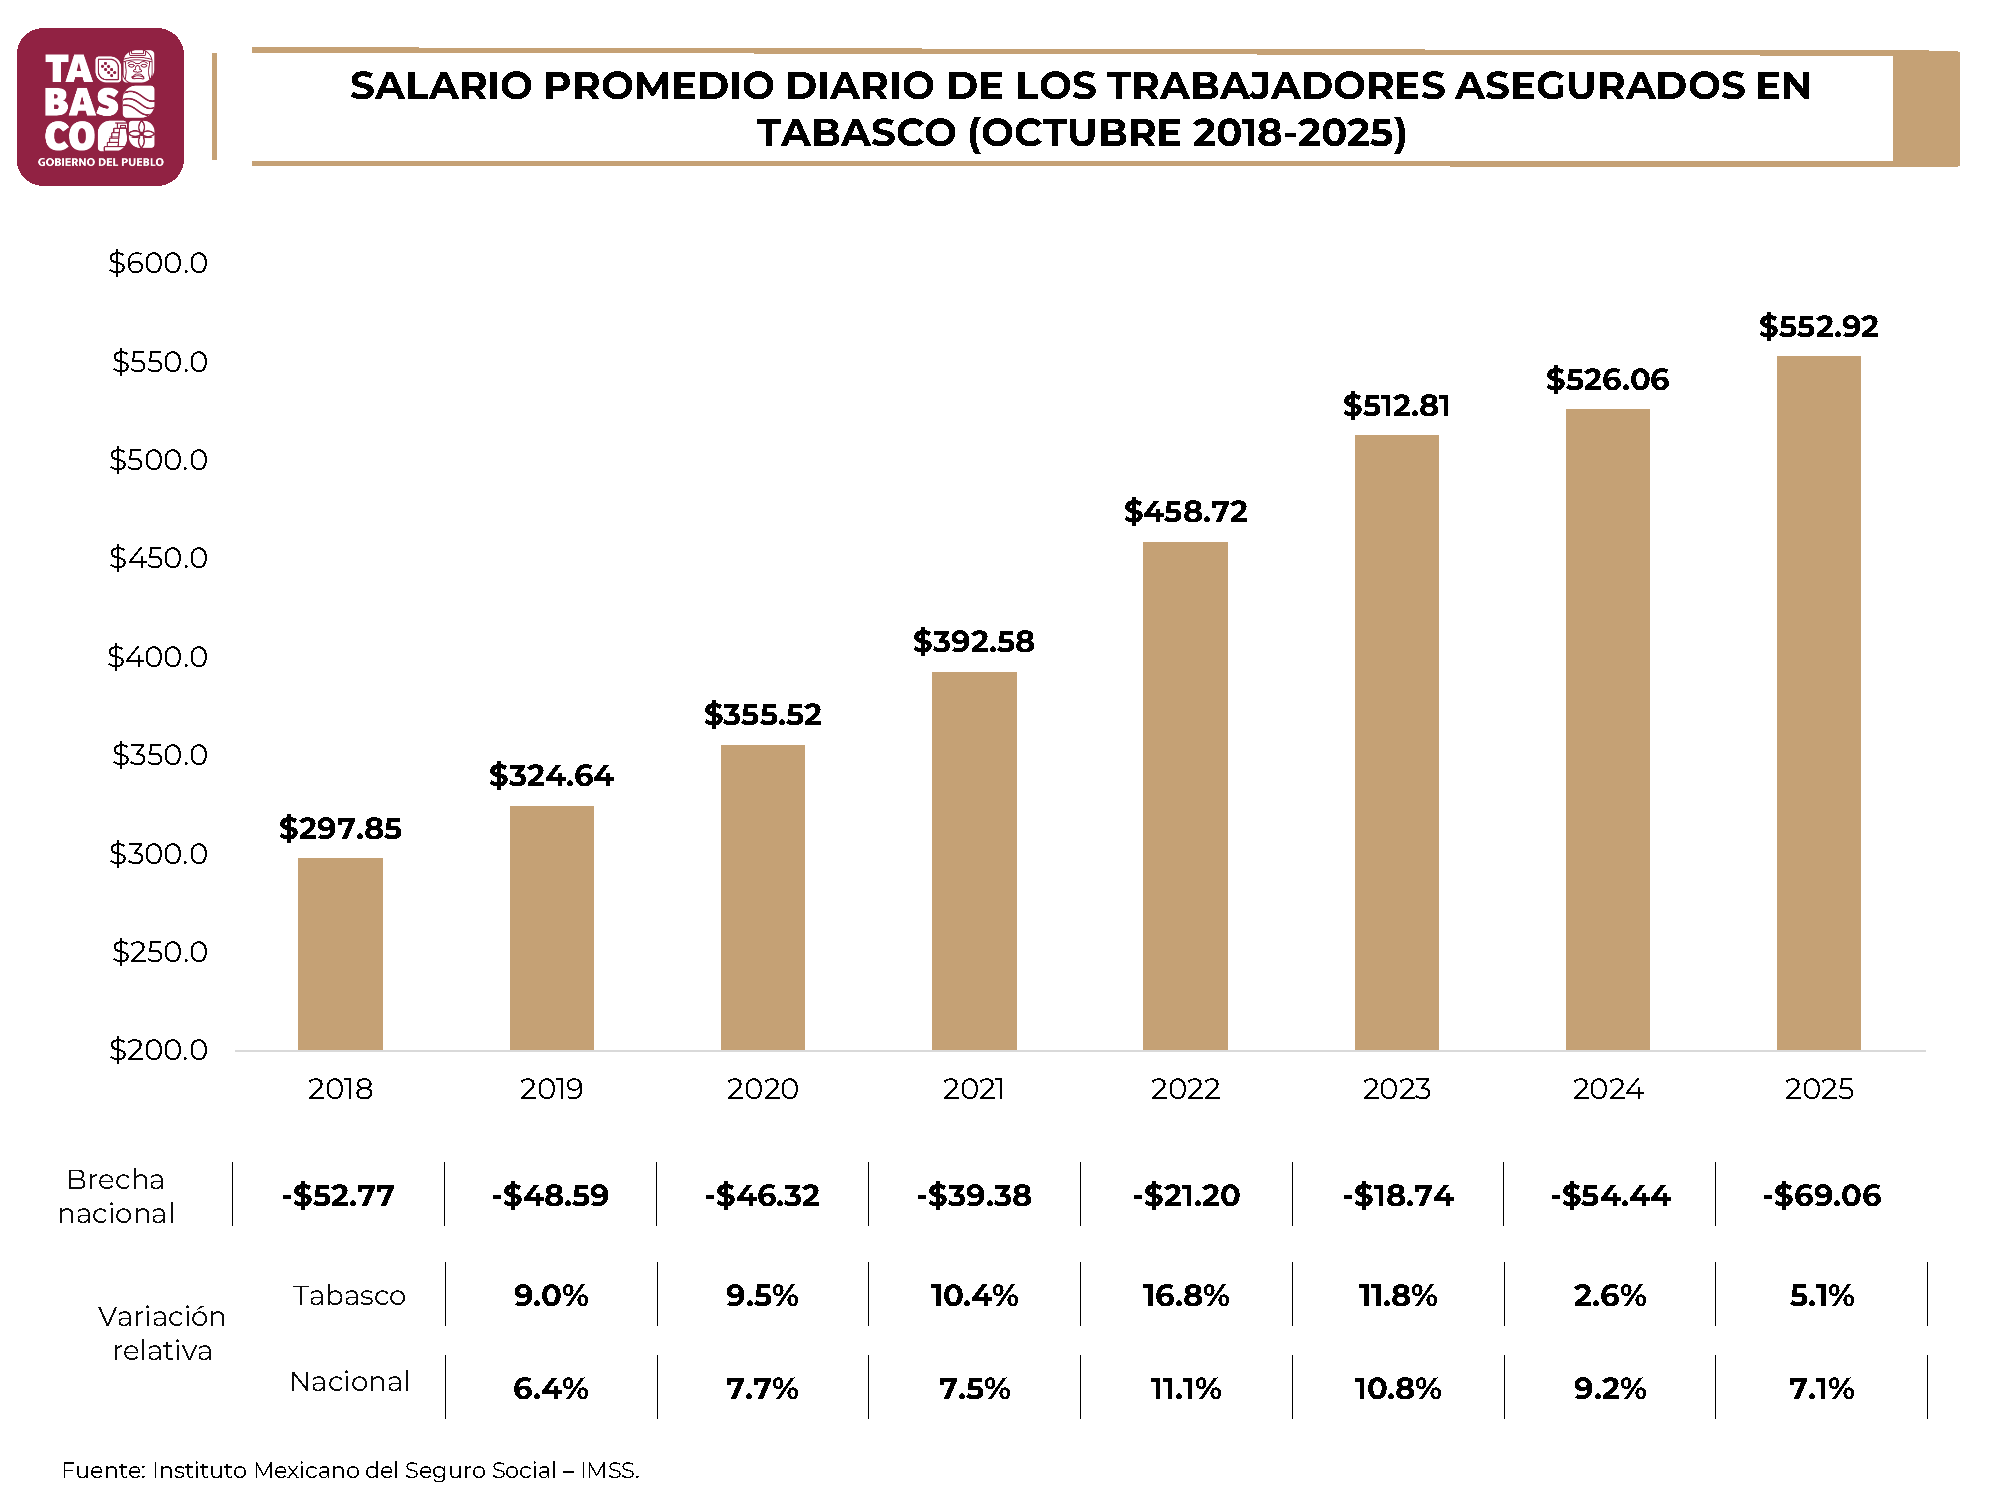 TA
BAS
CO
GOBIERNO DEL PUEBLO
SALARIO PROMEDIO DIARIO DE LOS TRABAJADORES ASEGURADOS EN
TABASCO (OCTUBRE 2018-2025)
$600.0
$550.0
$500.0
$450.0
$400.0
$350.0
$300.0
$250.0
$200.0
$297.85
$324.64
$355.52
$392.58
$458.72
$512.81
$526.06
$552.92
2018 2019 2020 2021 2022 2023 2024 2025
Brecha
nacional
-$52.77 -$48.59 -$46.32 -$39.38 -$21.20 -$18.74 -$54.44 -$69.06
Variación
relativa
Tabasco 9.0% 9.5% 10.4% 16.8% 11.8% 2.6% 5.1%
Nacional 6.4% 7.7% 7.5% 11.1% 10.8% 9.2% 7.1%
Fuente: Instituto Mexicano del Seguro Social – IMSS.